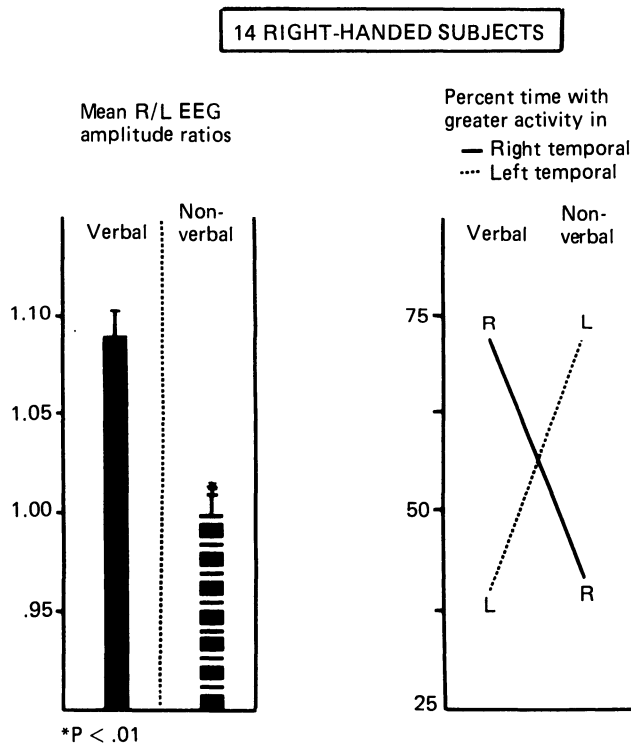 14 RIGHT-HANDED SUBJECTS
Mean R/L EEG
amplitude ratios
Verbal
Non-
verbal
1.10
1.05
1.00
.95
*
*P < .01
Percent time with
greater activity in
Right temporal
Left temporal
Verbal
Non-
verbal
75
50
25
R
L
L
R